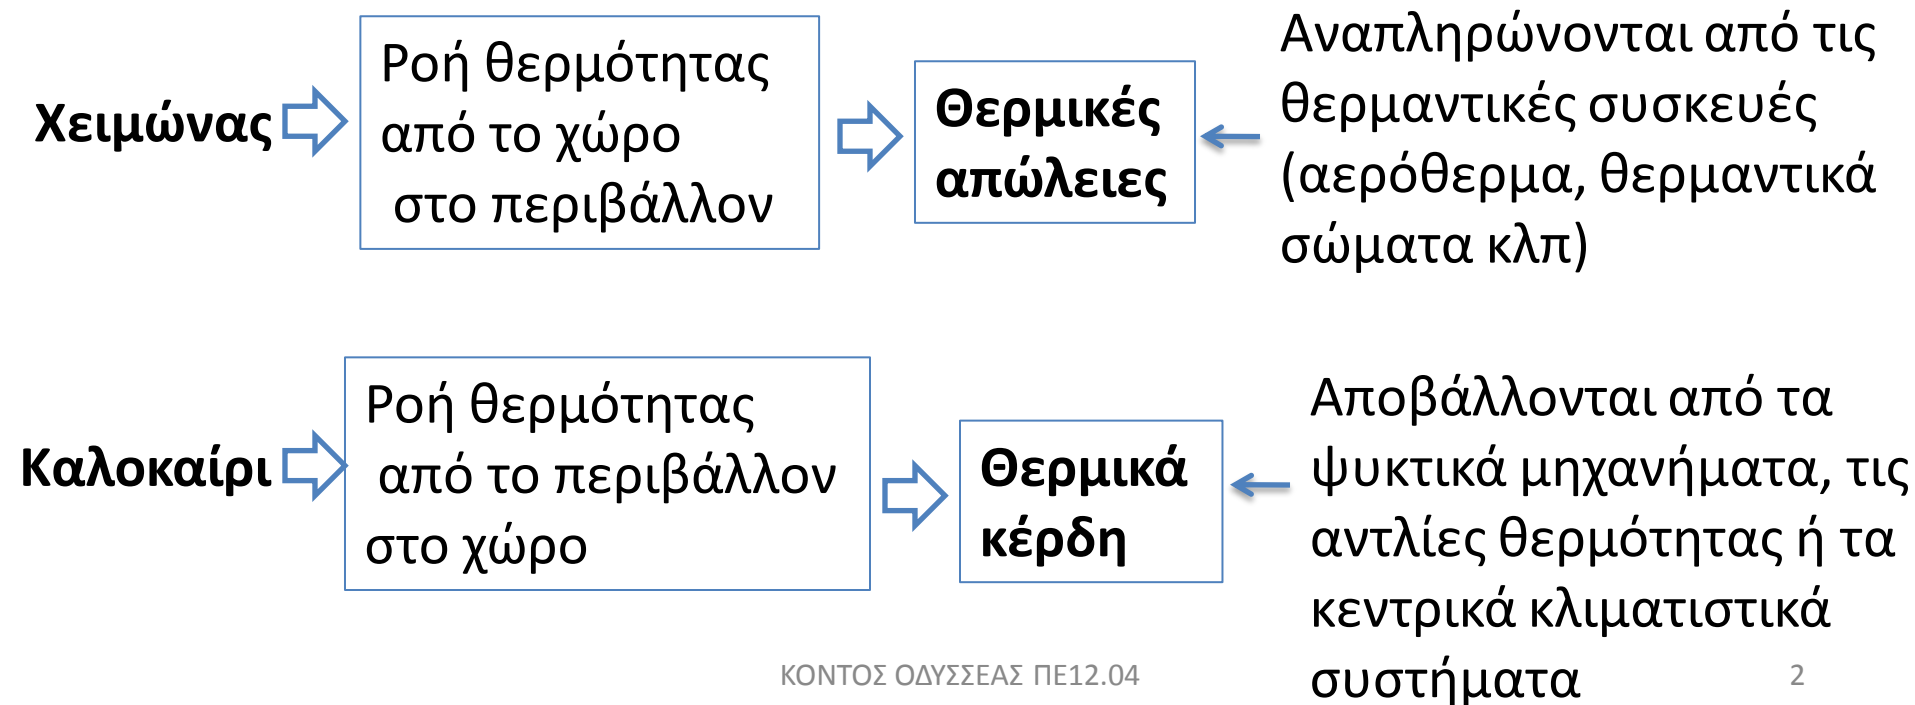 Χειμώνας
Ροή θερμότητας
από το χώρο
στο περιβάλλον
Θερμικές
απώλειες
Αναπληρώνονται από τις
θερμαντικές συσκευές
(αερόθερμα, θερμαντικά
σώματα κλπ)
Καλοκαίρι
Ροή θερμότητας
από το περιβάλλον
στο χώρο
Θερμικά
κέρδη
Αποβάλλονται από τα
ψυκτικά μηχανήματα, τις
αντλίες θερμότητας ή τα
κεντρικά κλιματιστικά
συστήματα
ΚΟΝΤΟΣ ΟΔΥΣΣΕΑΣ ΠΕ12.04
2